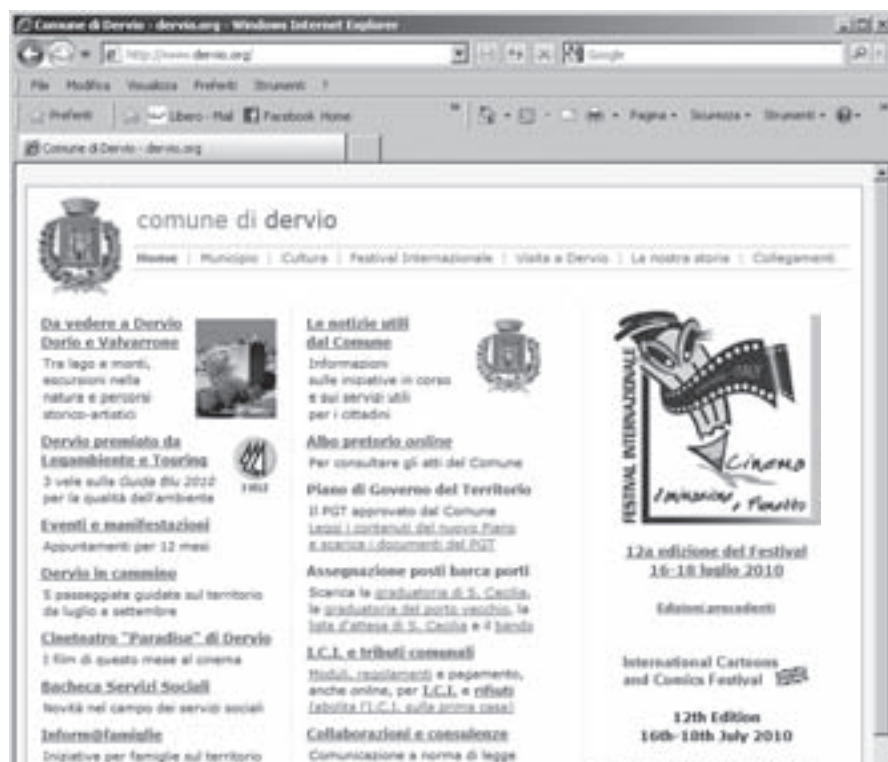 Comune di Dervio - dervio.org - Windows Internet Explorer
http://www.dervio.org/
Google
File Modifica Visualizza Preferiti Strumenti ?
Preferiti Libero - Mail Facebook Home
Pagina Sicurezza Strumenti
Comune di Dervio - dervio.org
comune di dervio
Home | Municipio | Cultura | Festival Internazionale | Visita a Dervio | La nostra storia | Collegamenti
Da vedere a Dervio
Dorio e Valvarrone
Tra lago e monti,
escursioni nella
natura e percorsi
storico-artistici
Dervio premiato da
Legambiente e Touring
3 vele sulla Guida Blu 2010
per la qualità dell'ambiente
Eventi e manifestazioni
Appuntamenti per 12 mesi
Dervio in cammino
5 passeggiate guidate sul territorio
da luglio a settembre
Cineteatro "Paradise" di Dervio
I film di questo mese al cinema
Bacheca Servizi Sociali
Novità nel campo dei servizi sociali
Inform@famiglie
Iniziative per famiglie sul territorio
Le notizie utili
dal Comune
Informazioni
sulle iniziative in corso
e sui servizi utili
per i cittadini
Albo pretorio online
Per consultare gli atti del Comune
Piano di Governo del Territorio
Il PGT approvato dal Comune
Leggi i contenuti del nuovo Piano
e scarica i documenti del PGT
Assegnazione posti barca porti
Scarica la graduatoria di S. Cecilia,
la graduatoria del porto vecchio, la
lista d'attesa di S. Cecilia e il bando
I.C.I. e tributi comunali
Moduli, regolamenti e pagamento,
anche online, per I.C.I. e rifiuti
(abolita l'I.C.I. sulla prima casa)
Collaborazioni e consulenze
Comunicazione a norma di legge
FESTIVAL INTERNAZIONALE
ITALY
Cinema
d'Animazione e Fumetto
12a edizione del Festival
16-18 luglio 2010
Edizioni precedenti
International Cartoons
and Comics Festival
12th Edition
16th-18th July 2010